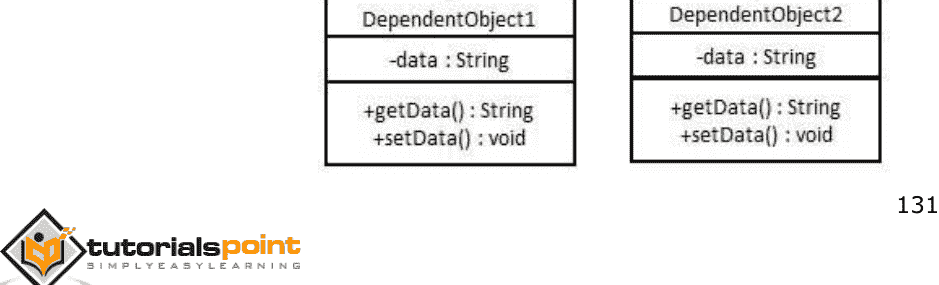 DependentObject1
-data : String
+getData() : String
+setData() : void
DependentObject2
-data : String
+getData() : String
+setData() : void
131
tutorialspoint
SIMPLYEASYLEARNING